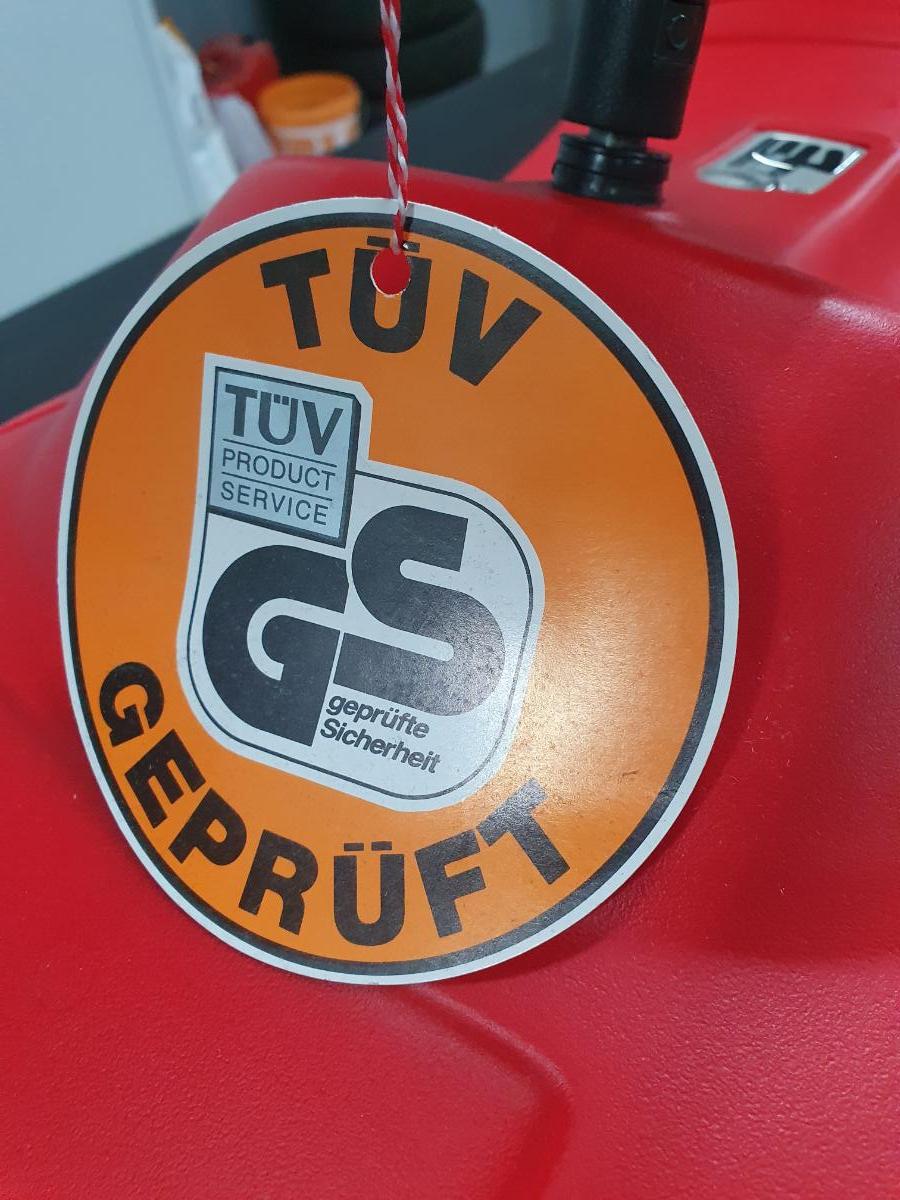 TÜV
TÜV
PRODUCT
SERVICE
GS
geprüfte
Sicherheit
GEPRÜFT